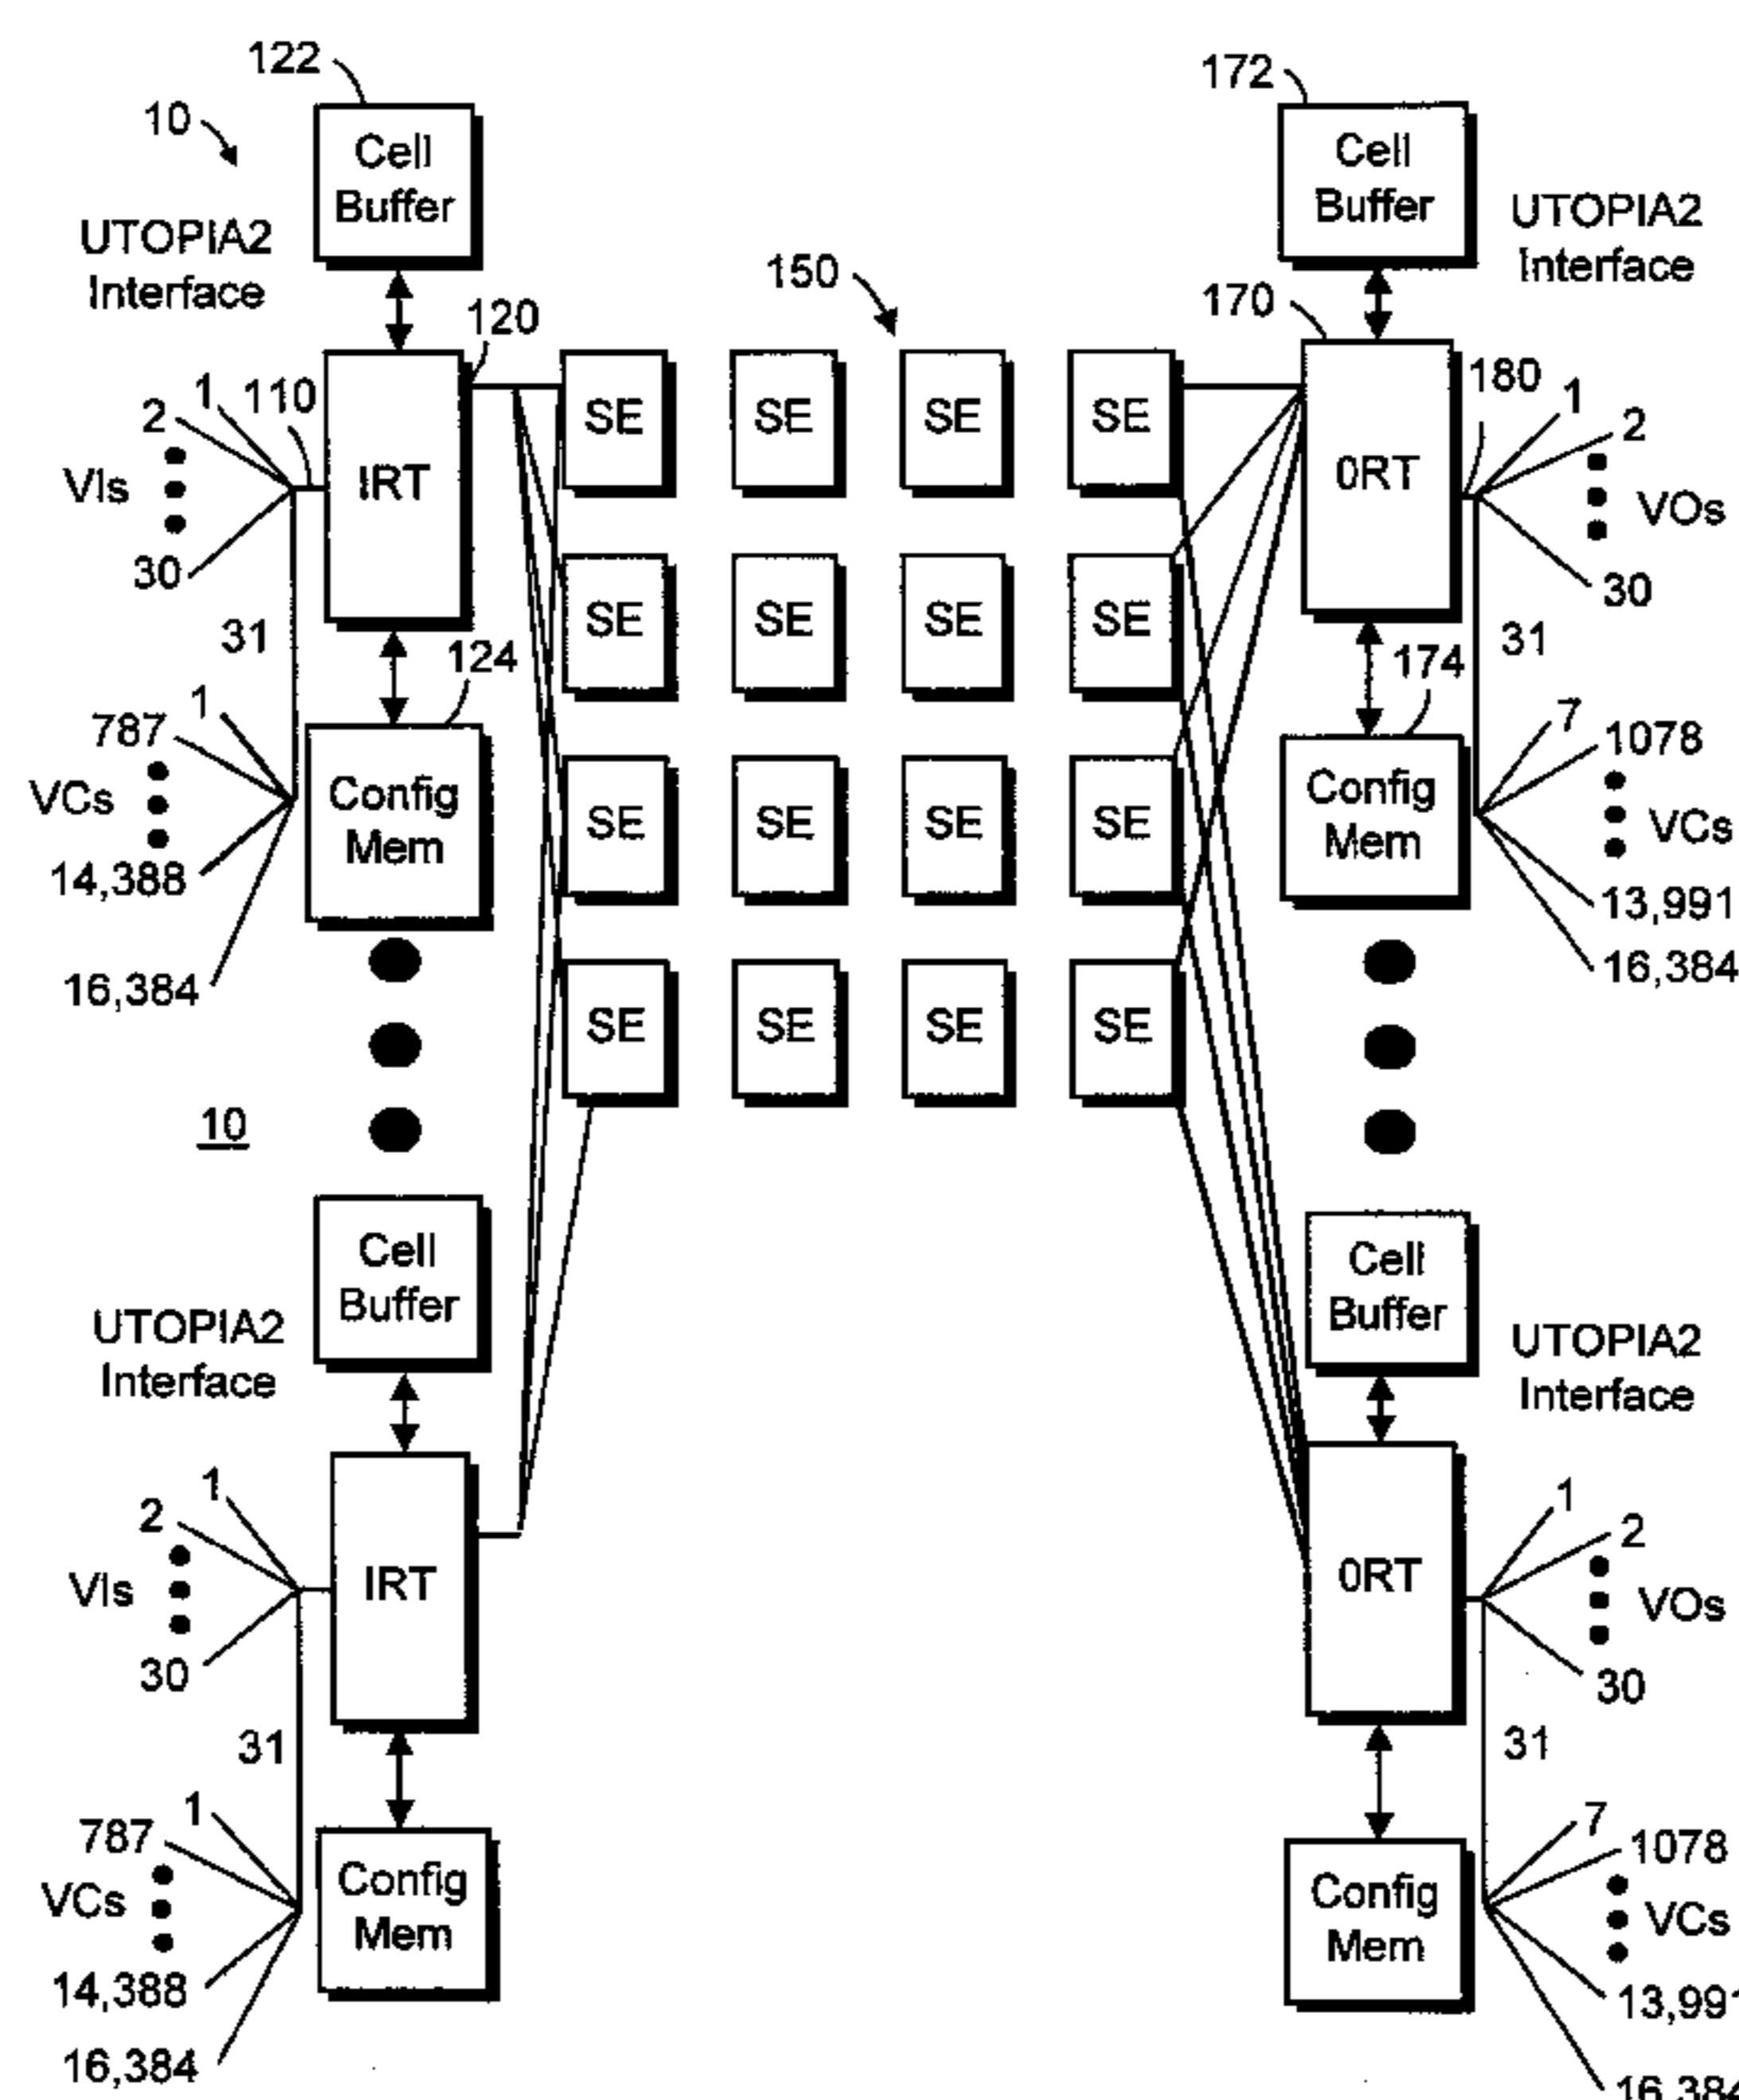 122
172
10
Cell
Buffer
Cell
Buffer
UTOPIA2
Interface
UTOPIA2
Interface
150
120
170
110
1
2
VIs
30
IRT
SE
SE
SE
SE
0RT
180
1
2
VOs
30
31
SE
SE
SE
SE
31
124
174
1
787
VCs
14,388
16,384
Config
Mem
SE
SE
SE
SE
Config
Mem
7
1078
VCs
13,991
16,384
SE
SE
SE
SE
10
Cell
Buffer
Cell
Buffer
UTOPIA2
Interface
UTOPIA2
Interface
1
2
VIs
30
IRT
0RT
1
2
VOs
30
31
31
1
787
VCs
14,388
16,384
Config
Mem
Config
Mem
7
1078
VCs
13,991
16,384